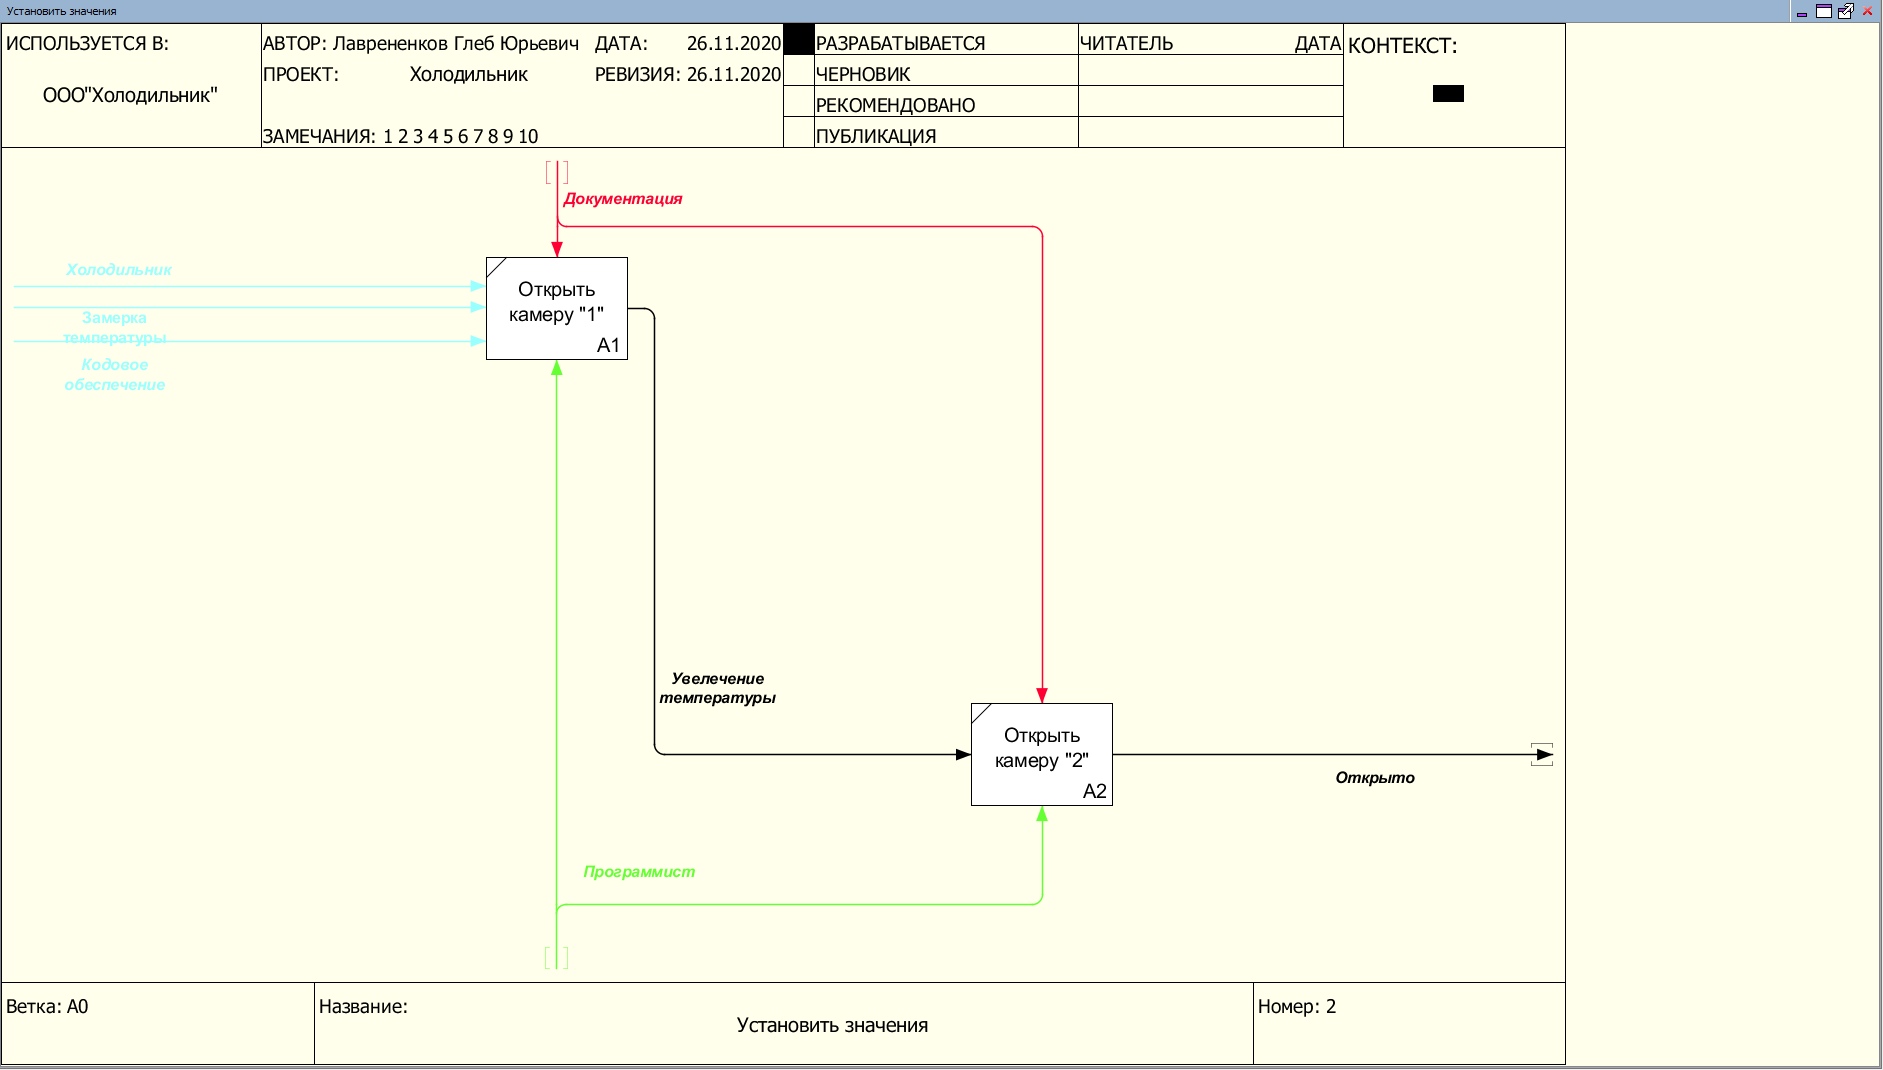 Установить значения
ИСПОЛЬЗУЕТСЯ В:
ООО"Холодильник"
АВТОР: Лаврененков Глеб Юрьевич ДАТА: 26.11.2020
ПРОЕКТ: Холодильник РЕВИЗИЯ: 26.11.2020
ЗАМЕЧАНИЯ: 1 2 3 4 5 6 7 8 9 10
РАЗРАБАТЫВАЕТСЯ
ЧЕРНОВИК
РЕКОМЕНДОВАНО
ПУБЛИКАЦИЯ
ЧИТАТЕЛЬ ДАТА
КОНТЕКСТ:
Документация
Холодильник
Замерка
температуры
Кодовое
обеспечение
Открыть
камеру "1"
A1
Увелечение
температуры
Открыть
камеру "2"
A2
Открыто
Программист
Ветка: A0
Название:
Установить значения
Номер: 2